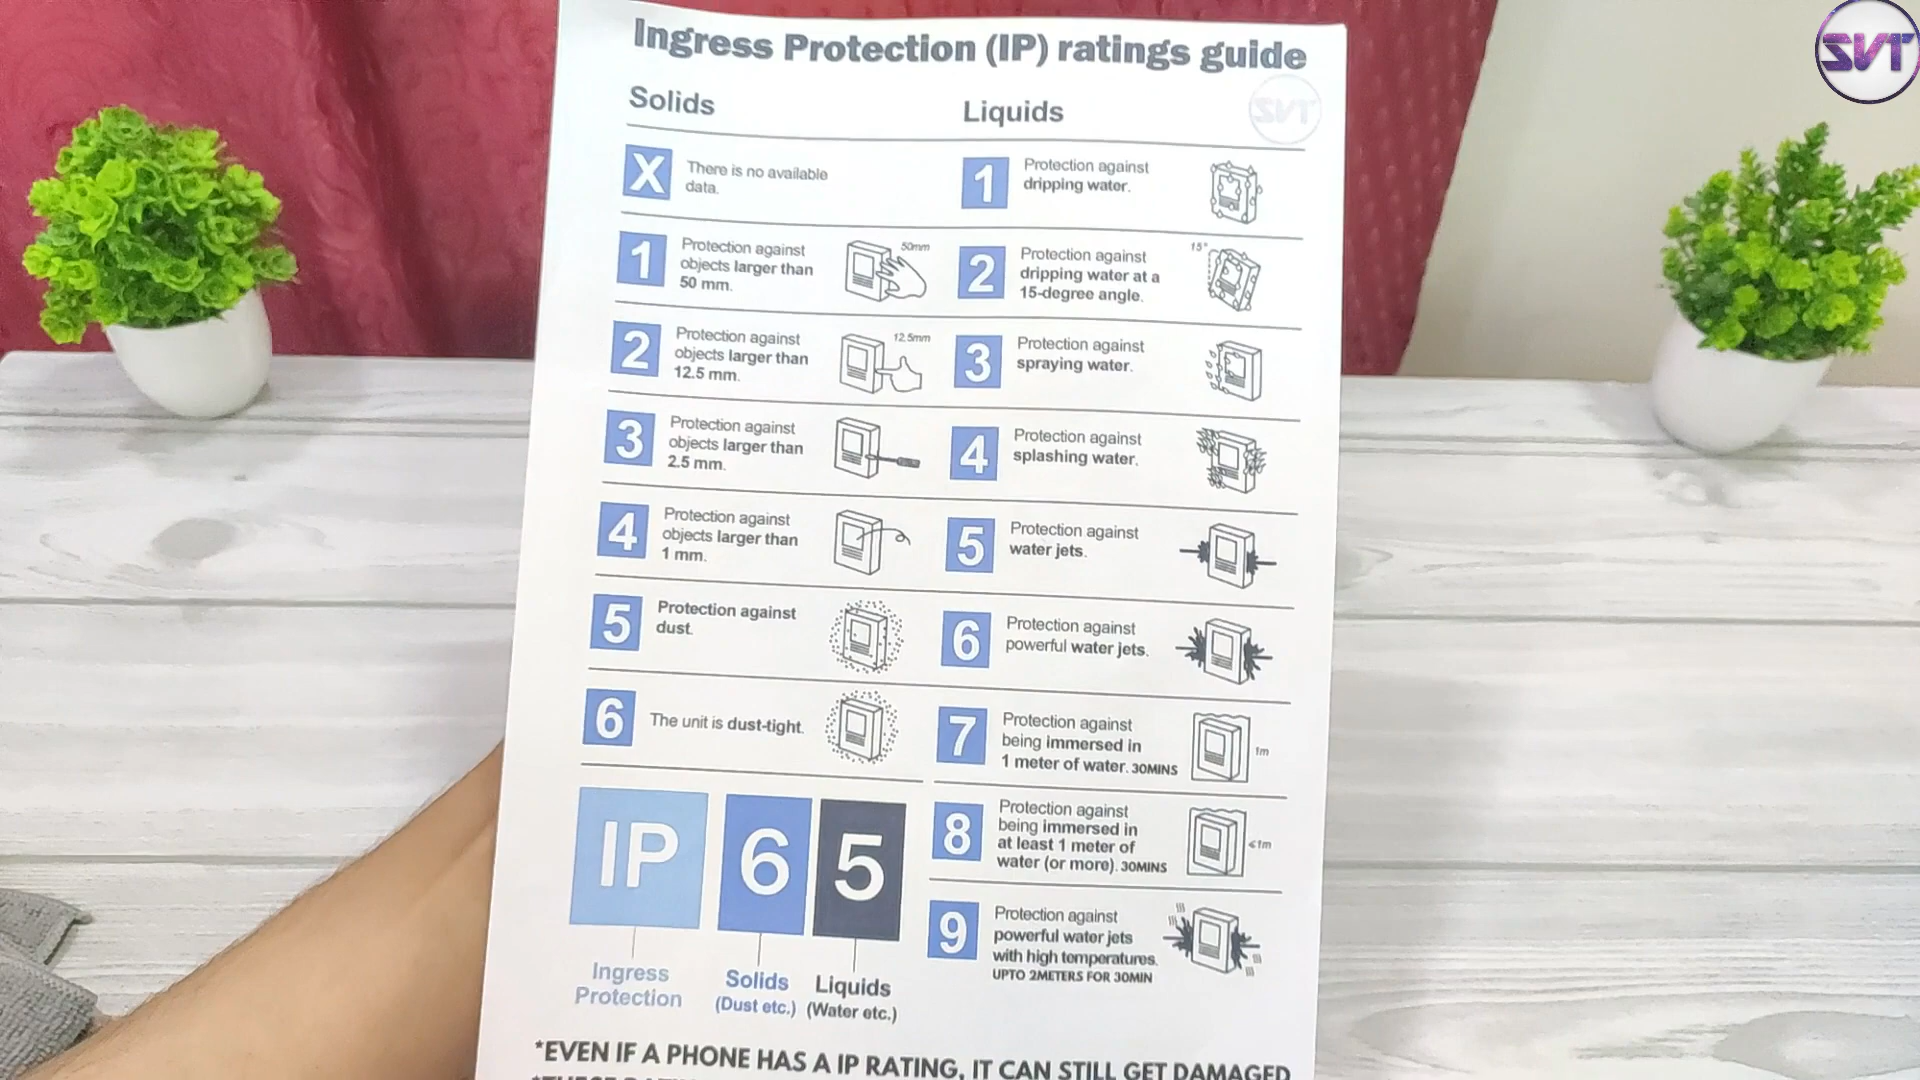 SVT
Ingress Protection (IP) ratings guide
SVT
Solids
X
There is no available
data.
1
Protection against
objects larger than
50 mm.
50mm
2
Protection against
objects larger than
12.5 mm.
12.5mm
3
Protection against
objects larger than
2.5 mm.
4
Protection against
objects larger than
1 mm.
5
Protection against
dust.
6
The unit is dust-tight.
Liquids
1
Protection against
dripping water.
2
Protection against
dripping water at a
15-degree angle.
15°
3
Protection against
spraying water.
4
Protection against
splashing water.
5
Protection against
water jets.
6
Protection against
powerful water jets.
7
Protection against
being immersed in
1 meter of water. 30MINS
1m
8
Protection against
being immersed in
at least 1 meter of
water (or more). 30MINS
<1m
9
Protection against
powerful water jets
with high temperatures.
UPTO 2METERS FOR 30MIN
IP 6 5
Ingress
Protection
Solids
(Dust etc.)
Liquids
(Water etc.)
*EVEN IF A PHONE HAS A IP RATING, IT CAN STILL GET DAMAGED